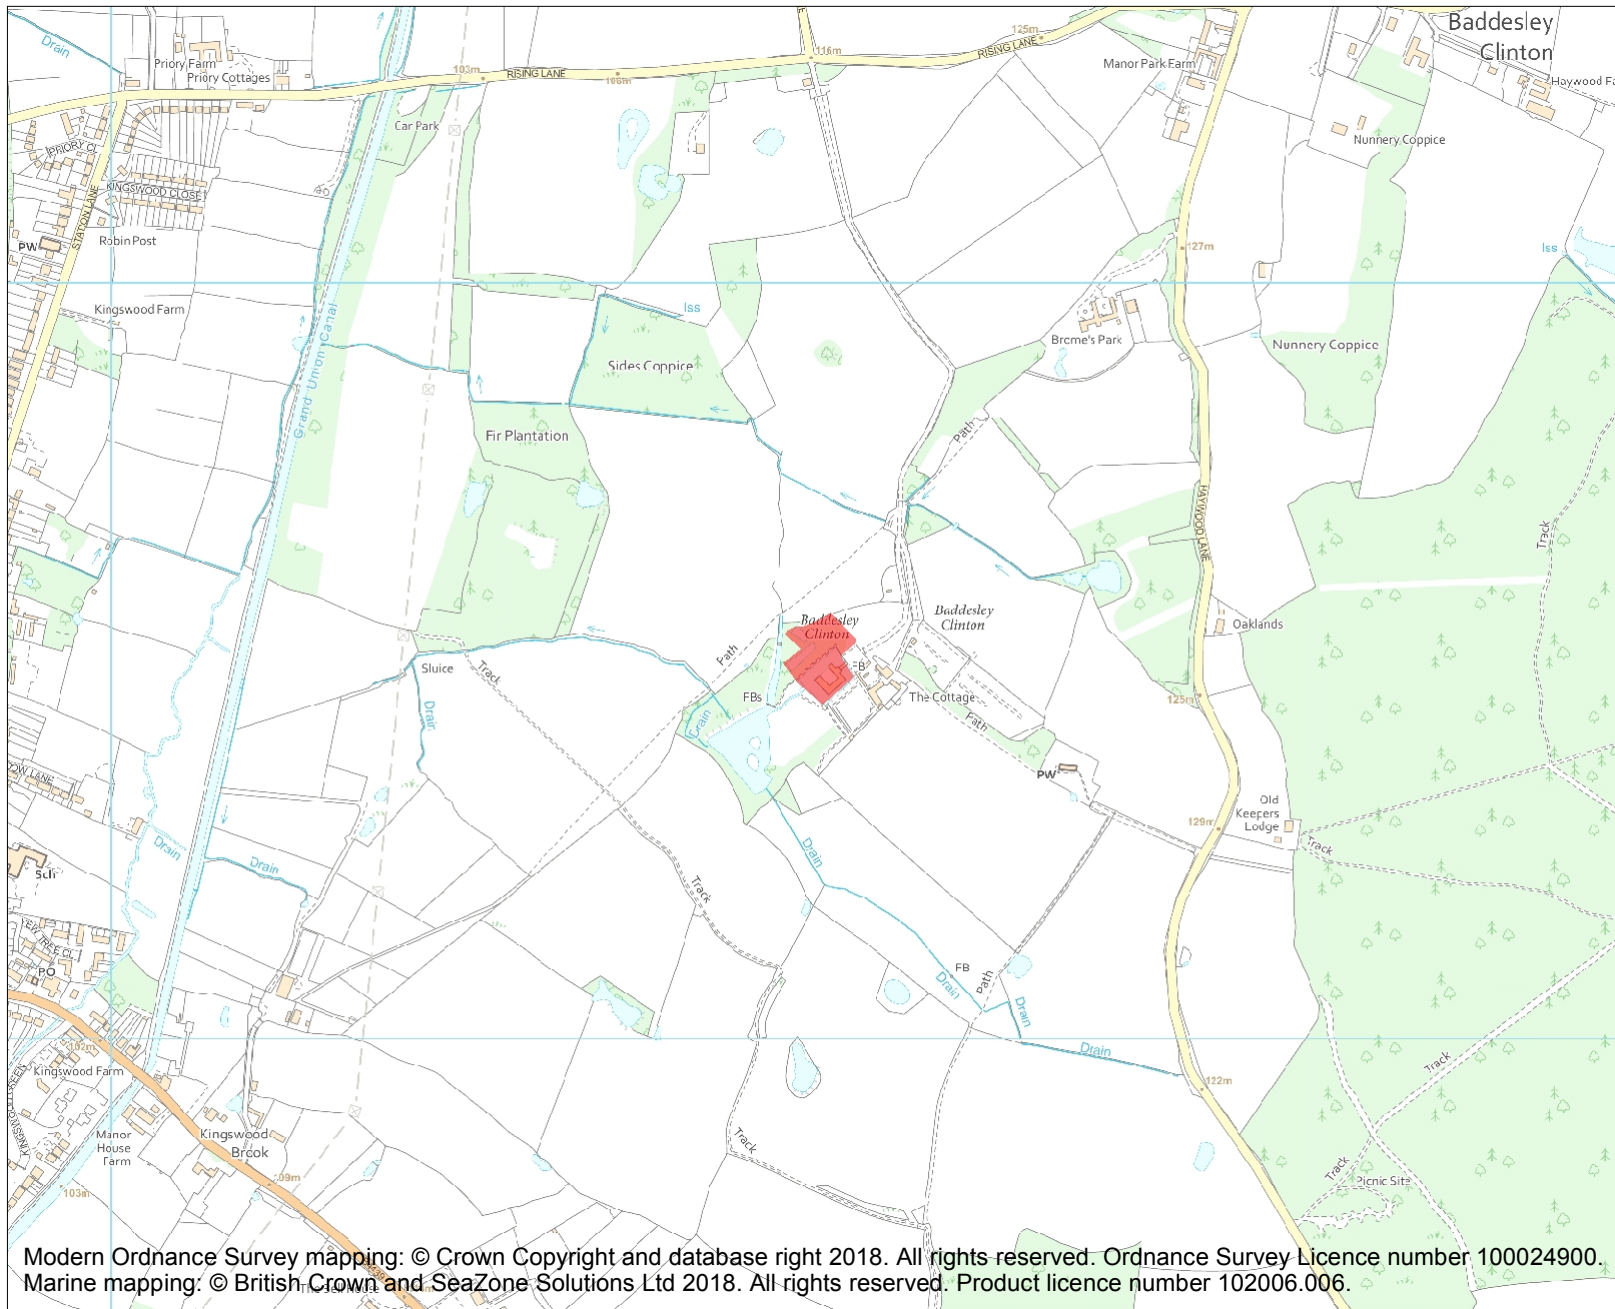 Baddesley
Clinton
Drain
Priory Farm
Priory Cottages
103m
RISING LANE
106m
116m
RISING LANE
125m
Manor Park Farm
Haywood Fa
Car Park
Nunnery Coppice
PRIORY CL
KINGSWOOD CLOSE
STATION LANE
PW
Robin Post
127m
Iss
Kingswood Farm
Iss
Grand Union Canal
Brome's Park
Nunnery Coppice
Sides Coppice
Fir Plantation
Path
HAYWOOD LANE
Track
Baddesley
Clinton
Baddesley
Clinton
Oaklands
Path
Sluice
Track
FB
FBs
The Cottage
125m
Drain
Drain
Path
PW
OW LANE
Old
Keepers
Lodge
129m
Track
Drain
Drain
Drain
Sch
Track
EW TREE CL
PO
FB
Drain
Path
Drain
Drain
102m
Kingswood Farm
122m
Track
Manor
House
Farm
Kingswood
Brook
Track
Track
Picnic Site
103m
09m
Modern Ordnance Survey mapping: © Crown Copyright and database right 2018. All rights reserved. Ordnance Survey Licence number 100024900.
Marine mapping: © British Crown and SeaZone Solutions Ltd 2018. All rights reserved. Product licence number 102006.006.